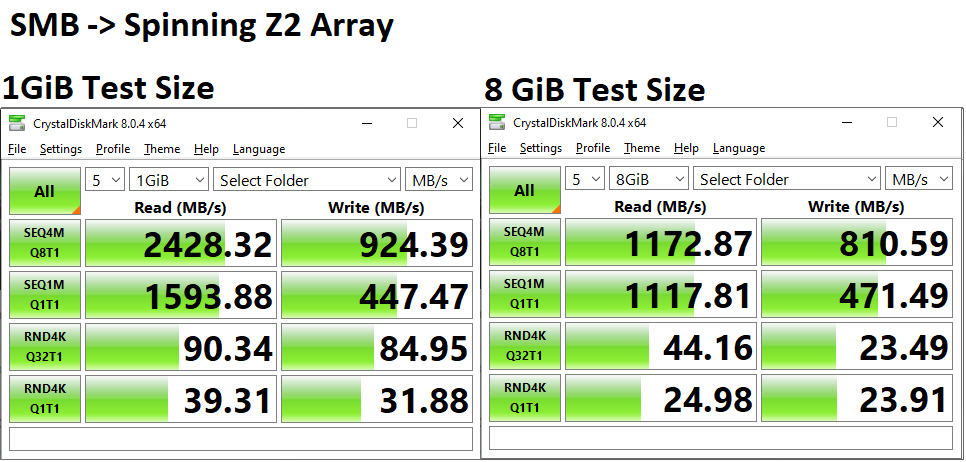 SMB -> Spinning Z2 Array
1GiB Test Size
CrystalDiskMark 8.0.4 x64
File Settings Profile Theme Help Language
All 5 1GiB Select Folder MB/s
Read (MB/s) Write (MB/s)
SEQ4M
Q8T1
2428.32 924.39
SEQ1M
Q1T1
1593.88 447.47
RND4K
Q32T1
90.34 84.95
RND4K
Q1T1
39.31 31.88
8 GiB Test Size
CrystalDiskMark 8.0.4 x64
File Settings Profile Theme Help Language
All 5 8GiB Select Folder MB/s
Read (MB/s) Write (MB/s)
SEQ4M
Q8T1
1172.87 810.59
SEQ1M
Q1T1
1117.81 471.49
RND4K
Q32T1
44.16 23.49
RND4K
Q1T1
24.98 23.91